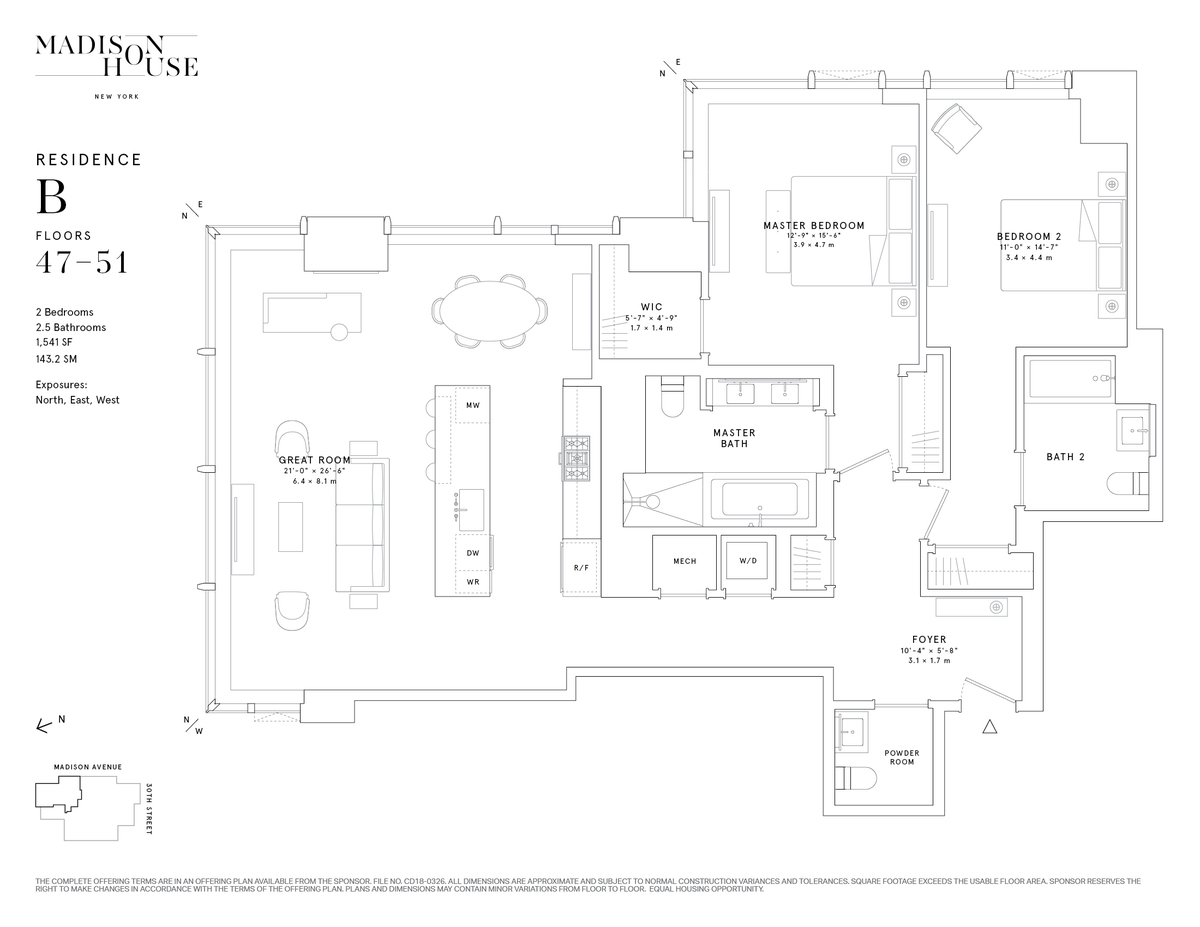 MADISON
HOUSE
NEW YORK
RESIDENCE
B
FLOORS
47–51
2 Bedrooms
2.5 Bathrooms
1,541 SF
143.2 SM
Exposures:
North, East, West
N
E
N
E
MASTER BEDROOM
12'-9" × 15'-6"
3.9 × 4.7 m
BEDROOM 2
11'-0" × 14'-7"
3.4 × 4.4 m
WIC
5'-7" × 4'-9"
1.7 × 1.4 m
MW
MASTER
BATH
BATH 2
GREAT ROOM
21'-0" × 26'-6"
6.4 × 8.1 m
DW
WR
R/F
MECH
W/D
FOYER
10'-4" × 5'-8"
3.1 × 1.7 m
POWDER
ROOM
N
W
N
MADISON AVENUE
30TH STREET
THE COMPLETE OFFERING TERMS ARE IN AN OFFERING PLAN AVAILABLE FROM THE SPONSOR. FILE NO. CD18-0326. ALL DIMENSIONS ARE APPROXIMATE AND SUBJECT TO NORMAL CONSTRUCTION VARIANCES AND TOLERANCES. SQUARE FOOTAGE EXCEEDS THE USABLE FLOOR AREA. SPONSOR RESERVES THE
RIGHT TO MAKE CHANGES IN ACCORDANCE WITH THE TERMS OF THE OFFERING PLAN. PLANS AND DIMENSIONS MAY CONTAIN MINOR VARIATIONS FROM FLOOR TO FLOOR. EQUAL HOUSING OPPORTUNITY.